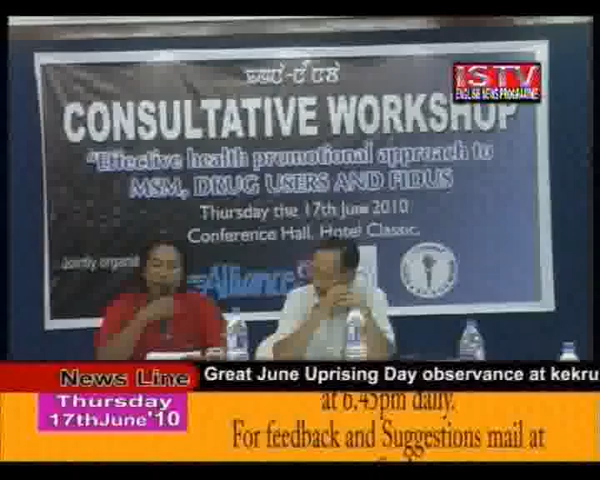 ISTV
ENGLISH NEWS PROGRAMME
CONSULTATIVE WORKSHOP
"Effective health promotional approach to
MSM, DRUG USERS AND FIDUS
Thursday the 17th June 2010
Conference Hall, Hotel Classic.
Jointly organi
Alliance
News Line
Great June Uprising Day observance at kekru
Thursday
17thJune'10
at 6.45pm daily.
For feedback and Suggestions mail at